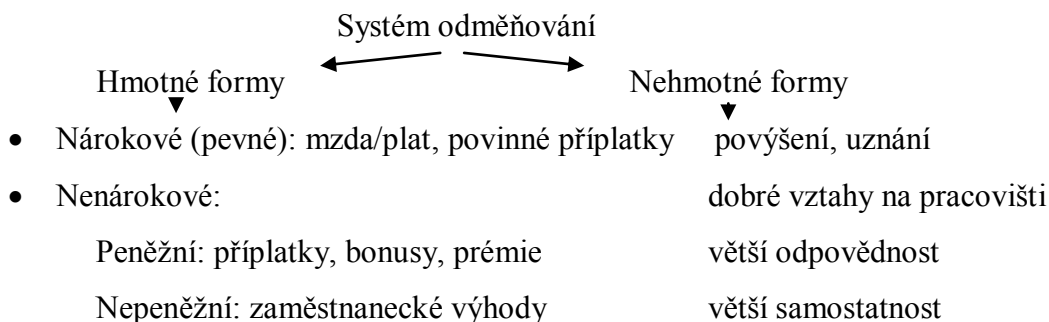 Systém odměňování
Hmotné formy Nehmotné formy
• Nárokové (pevné): mzda/plat, povinné příplatky povýšení, uznání
• Nenárokové: dobré vztahy na pracovišti
Peněžní: příplatky, bonusy, prémie větší odpovědnost
Nepeněžní: zaměstnanecké výhody větší samostatnost